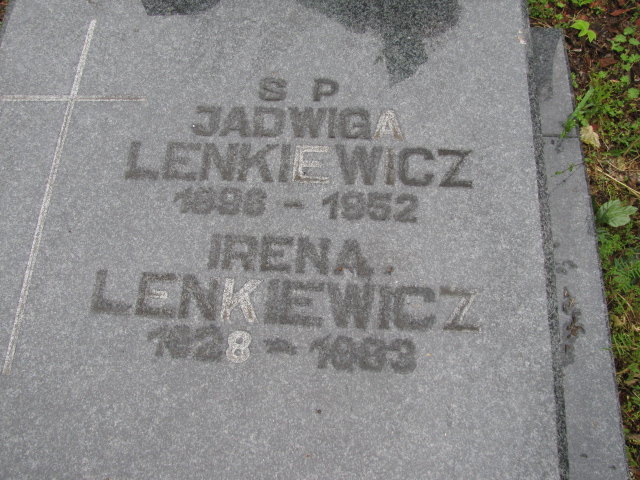 S P
JADWIGA
LENKIEWICZ
1896 - 1952
IRENA
LENKIEWICZ
1928 - 1983